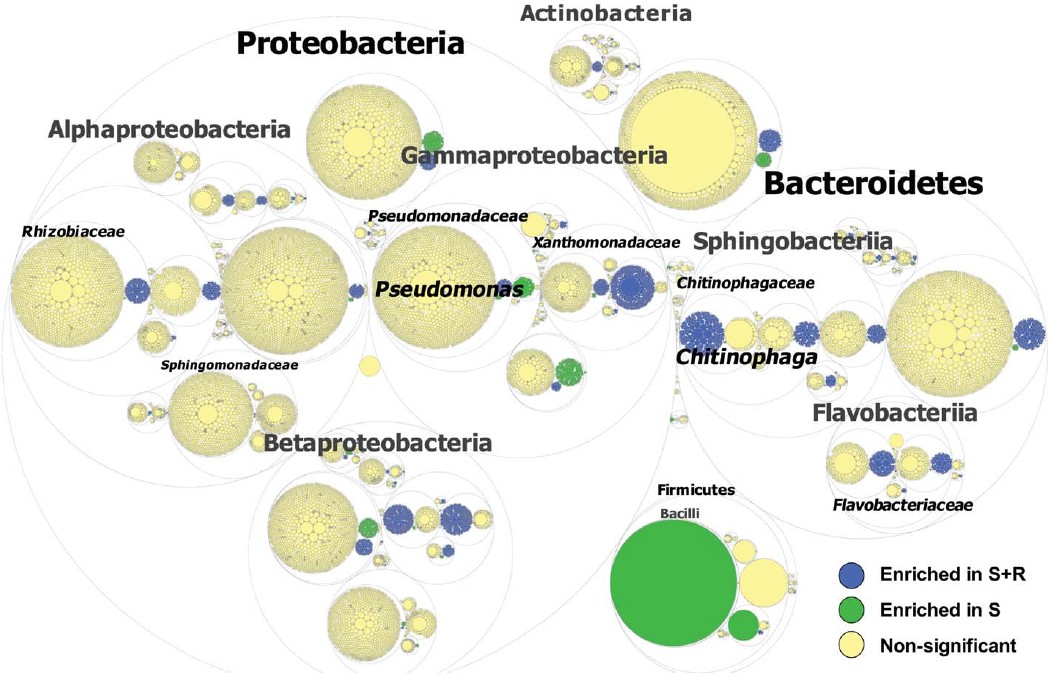 Actinobacteria
Proteobacteria
Alphaproteobacteria
Gammaproteobacteria
Bacteroidetes
Pseudomonadaceae
Rhizobiaceae
Xanthomonadaceae
Sphingobacteriia
Chitinophagaceae
Pseudomonas
Chitinophaga
Sphingomonadaceae
Flavobacteriia
Betaproteobacteria
Firmicutes
Flavobacteriaceae
Bacilli
Enriched in S+R
Enriched in S
Non-significant